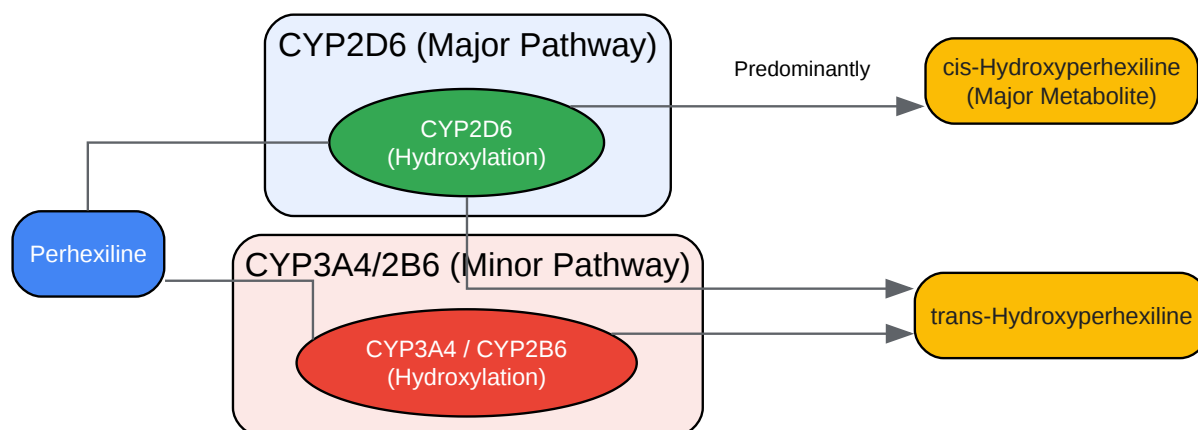 CYP2D6 (Major Pathway)
Predominantly
cis-Hydroxyperhexiline
(Major Metabolite)
CYP2D6
(Hydroxylation)
Perhexiline
CYP3A4/2B6 (Minor Pathway)
trans-Hydroxyperhexiline
CYP3A4 / CYP2B6
(Hydroxylation)